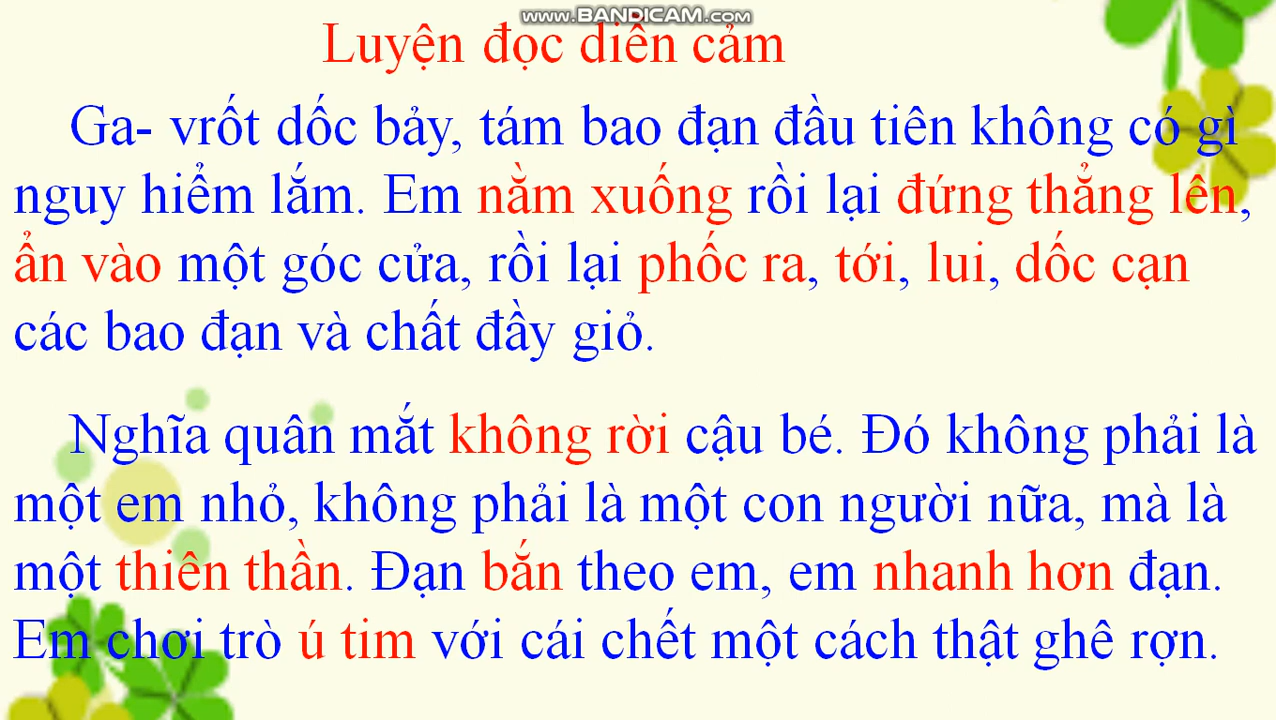 www.BANDICAM.com
Luyện đọc diễn cảm
Ga- vrốt dốc bảy, tám bao đạn đầu tiên không có gì
nguy hiểm lắm. Em nằm xuống rồi lại đứng thẳng lên,
ẩn vào một góc cửa, rồi lại phốc ra, tới, lui, dốc cạn
các bao đạn và chất đầy giỏ.
Nghĩa quân mắt không rời cậu bé. Đó không phải là
một em nhỏ, không phải là một con người nữa, mà là
một thiên thần. Đạn bắn theo em, em nhanh hơn đạn.
Em chơi trò ú tim với cái chết một cách thật ghê rợn.